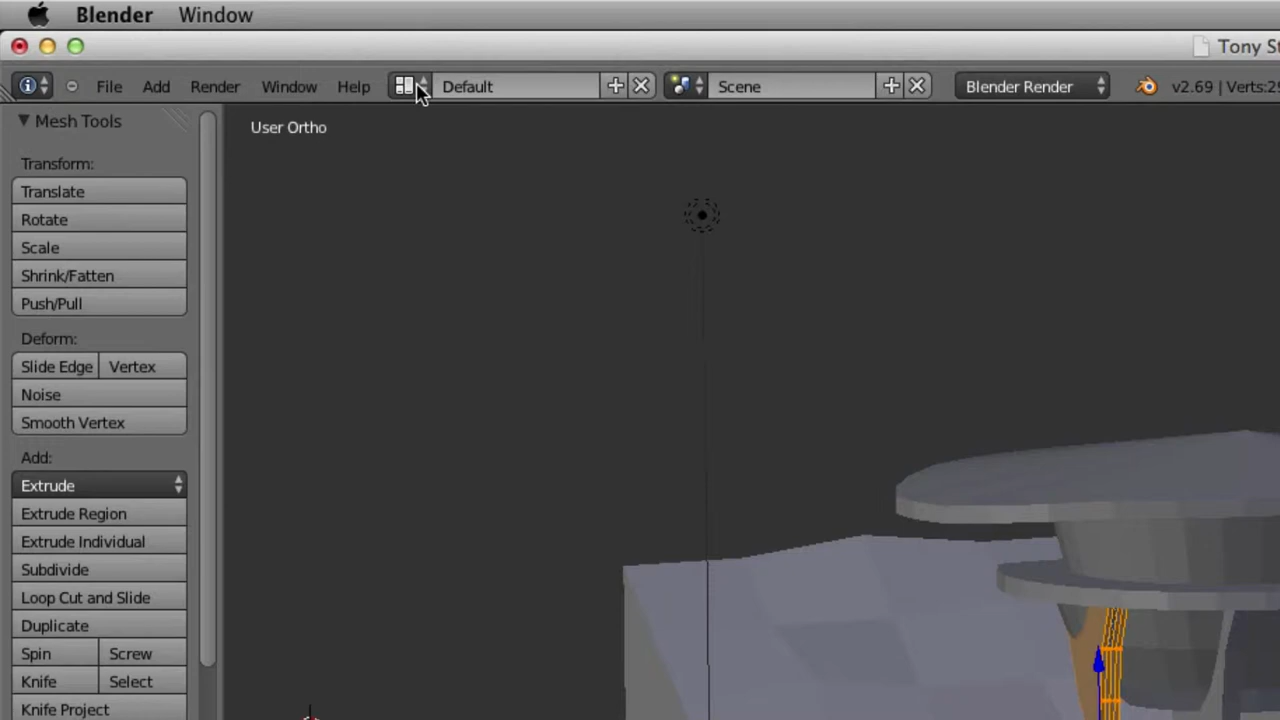 Blender Window
Tony St
File Add Render Window Help Default Scene Blender Render v2.69 | Verts:29
Mesh Tools
User Ortho
Transform:
Translate
Rotate
Scale
Shrink/Fatten
Push/Pull
Deform:
Slide Edge Vertex
Noise
Smooth Vertex
Add:
Extrude
Extrude Region
Extrude Individual
Subdivide
Loop Cut and Slide
Duplicate
Spin Screw
Knife Select
Knife Project